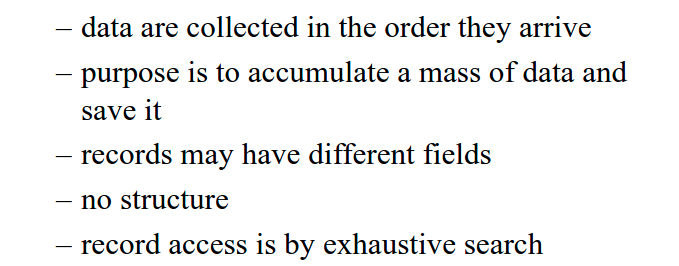 – data are collected in the order they arrive
– purpose is to accumulate a mass of data and
save it
– records may have different fields
– no structure
– record access is by exhaustive search